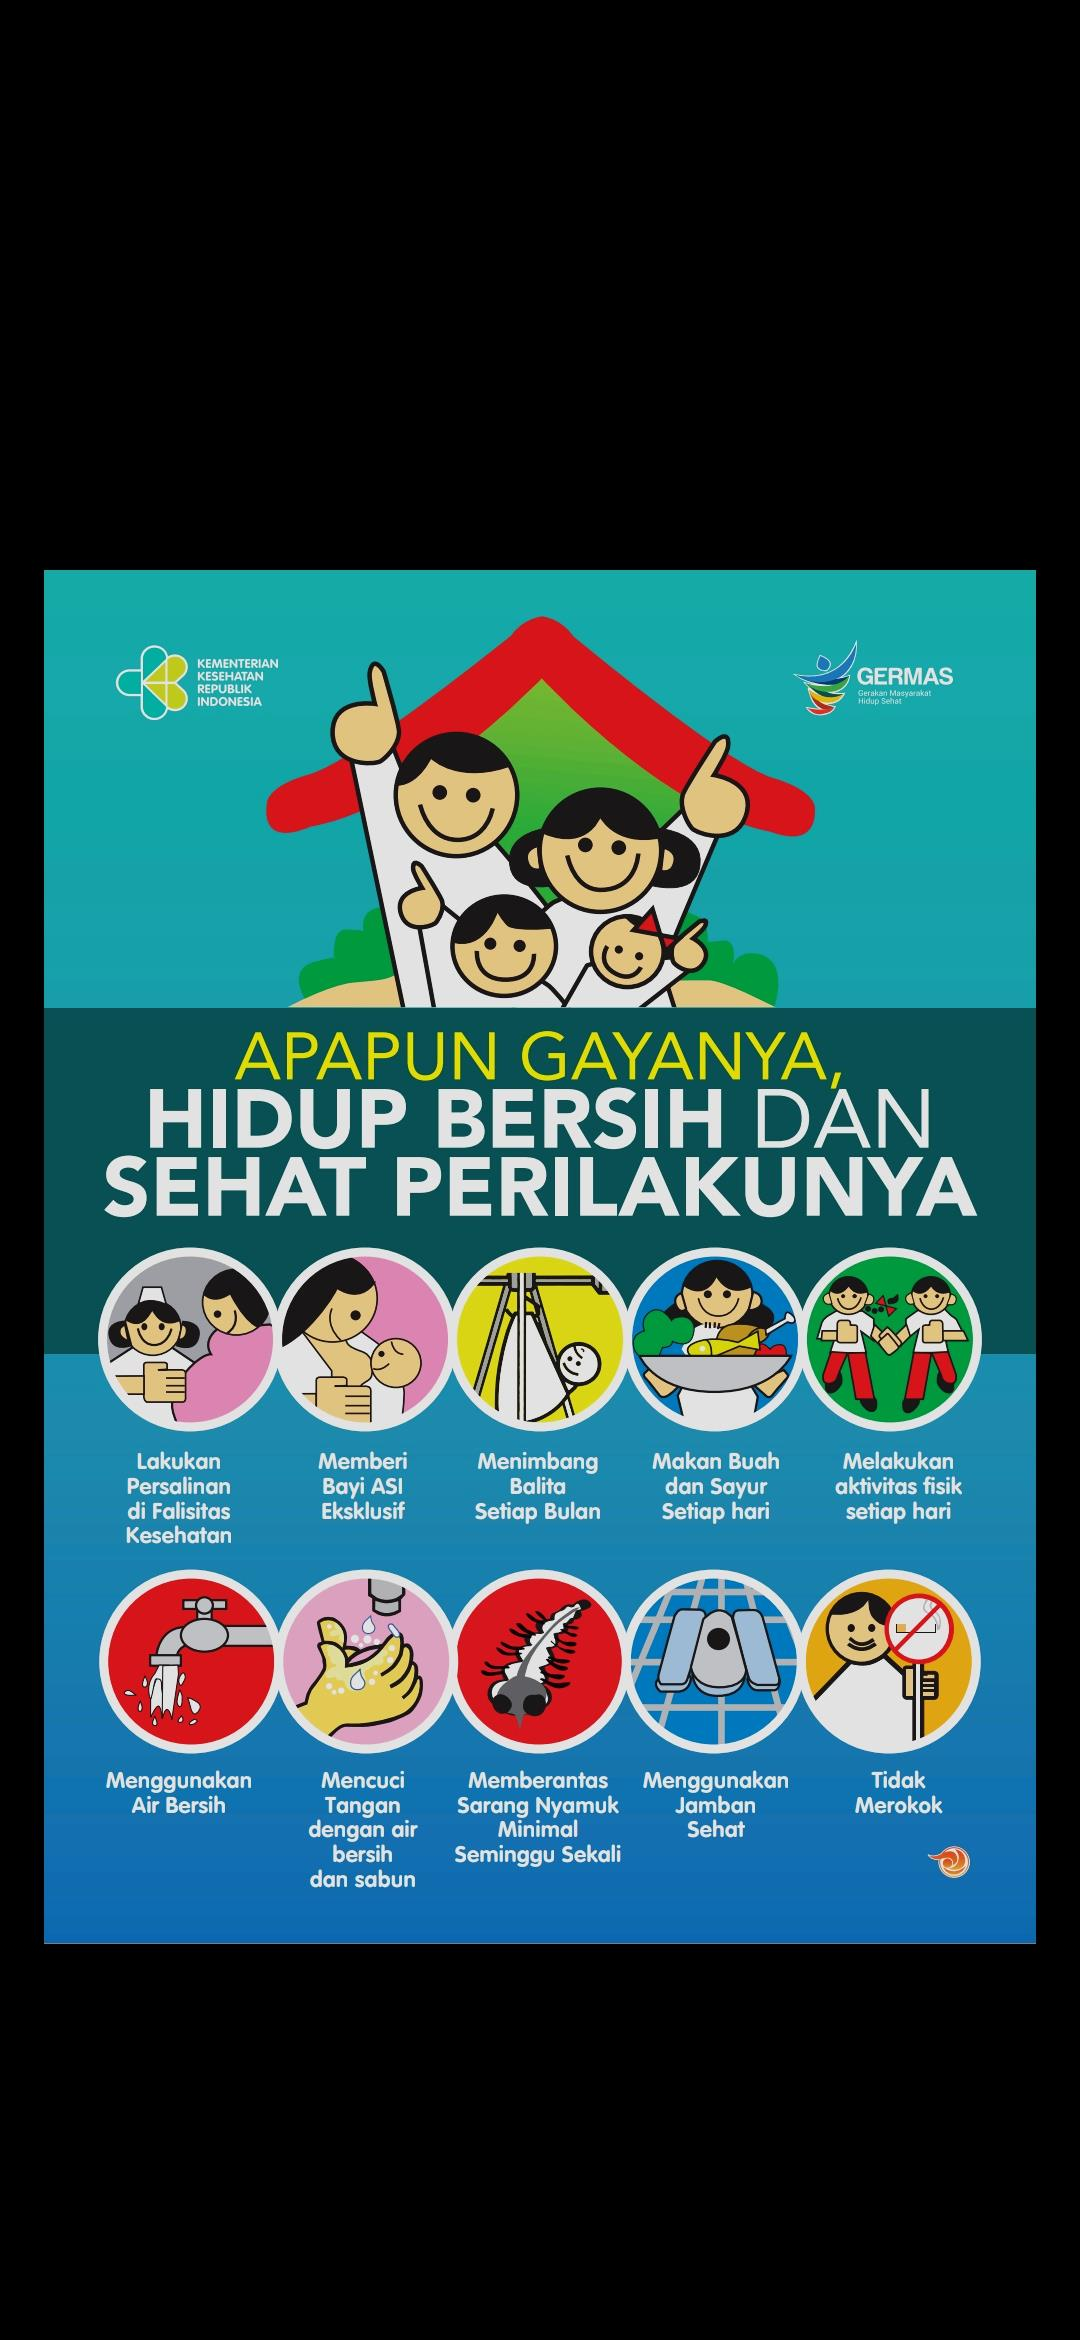 KEMENTERIAN
KESEHATAN
REPUBLIK
INDONESIA
GERMAS
Gerakan Masyarakat
Hidup Sehat
APAPUN GAYANYA,
HIDUP BERSIH DAN
SEHAT PERILAKUNYA
Lakukan
Persalinan
di Falisitas
Kesehatan
Memberi
Bayi ASI
Eksklusif
Menimbang
Balita
Setiap Bulan
Makan Buah
dan Sayur
Setiap hari
Melakukan
aktivitas fisik
setiap hari
Menggunakan
Air Bersih
Mencuci
Tangan
dengan air
bersih
dan sabun
Memberantas
Sarang Nyamuk
Minimal
Seminggu Sekali
Menggunakan
Jamban
Sehat
Tidak
Merokok